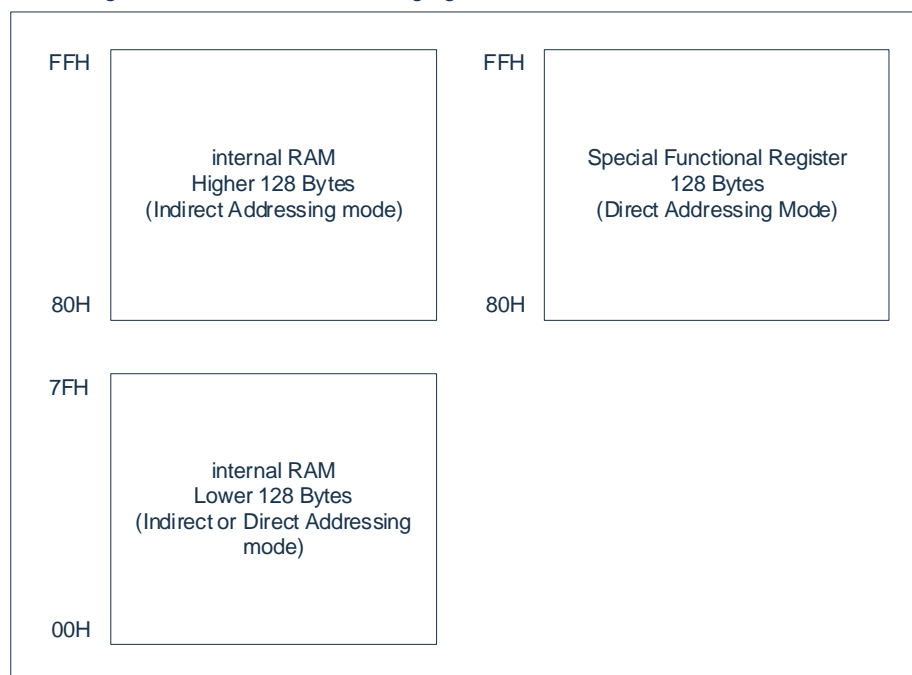 FFH
internal RAM
Higher 128 Bytes
(Indirect Addressing mode)
80H
FFH
Special Functional Register
128 Bytes
(Direct Addressing Mode)
80H
7FH
internal RAM
Lower 128 Bytes
(Indirect or Direct Addressing
mode)
00H